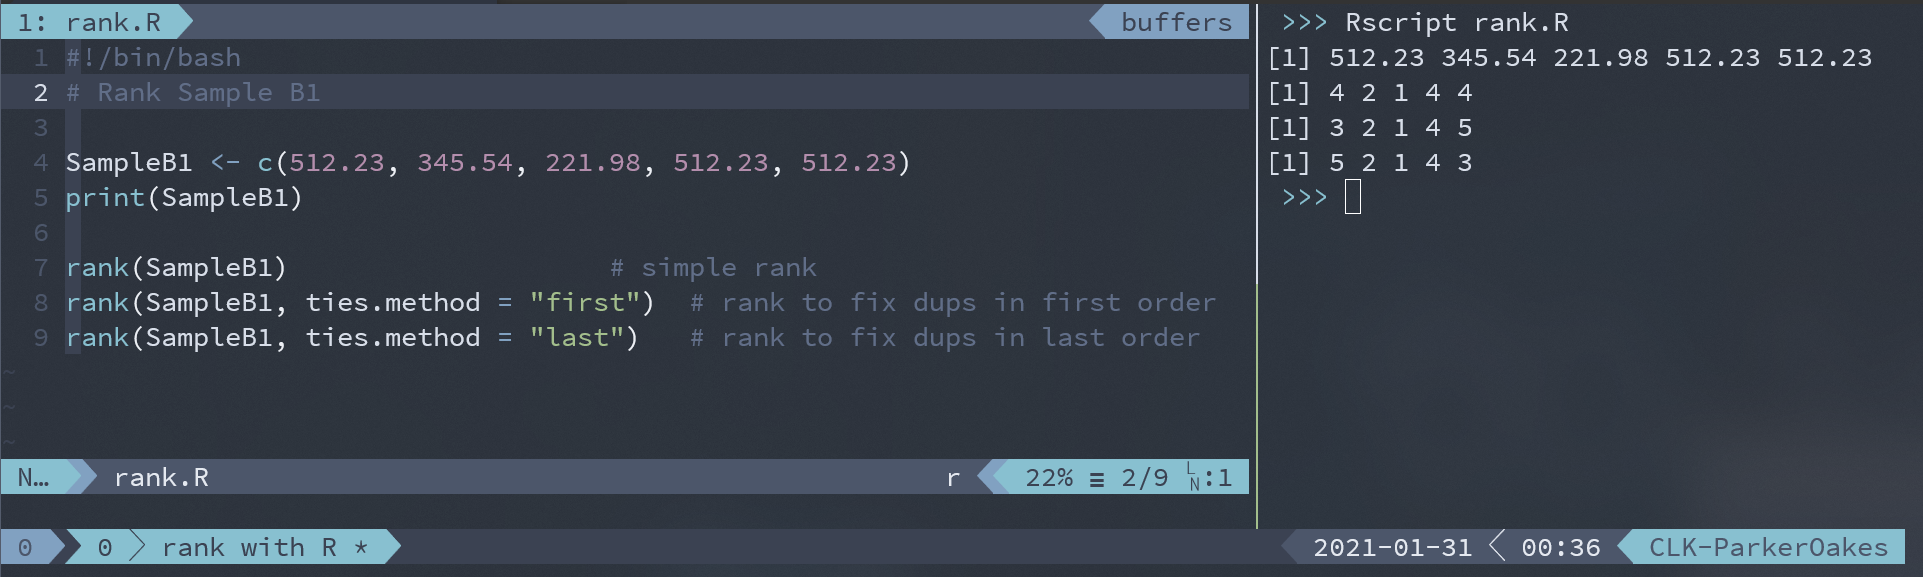 1: rank.R buffers
1 #!/bin/bash
2 # Rank Sample B1
3
4 SampleB1 <- c(512.23, 345.54, 221.98, 512.23, 512.23)
5 print(SampleB1)
6
7 rank(SampleB1) # simple rank
8 rank(SampleB1, ties.method = "first") # rank to fix dups in first order
9 rank(SampleB1, ties.method = "last") # rank to fix dups in last order
~
~
~
N… rank.R r 22% ≡ 2/9 LN:1
>>> Rscript rank.R
[1] 512.23 345.54 221.98 512.23 512.23
[1] 4 2 1 4 4
[1] 3 2 1 4 5
[1] 5 2 1 4 3
>>>
0 0 rank with R * 2021-01-31 00:36 CLK-ParkerOakes